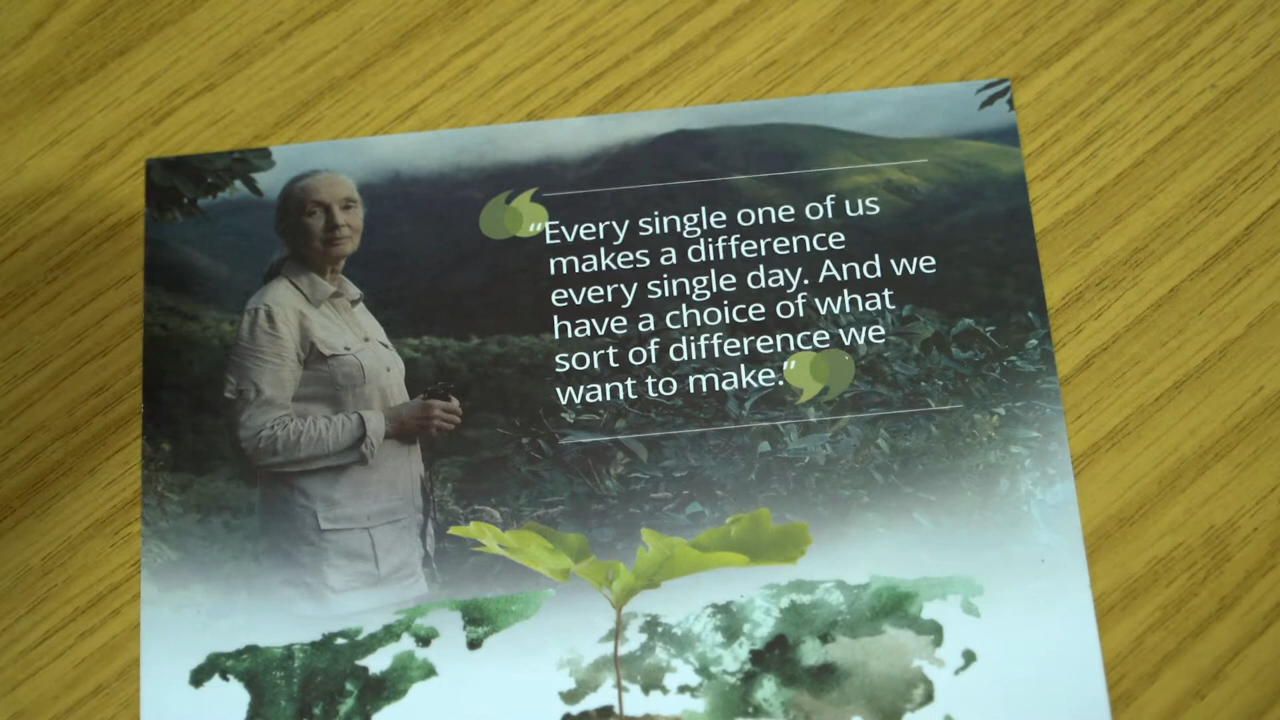 “Every single one of us
makes a difference
every single day. And we
have a choice of what
sort of difference we
want to make.”